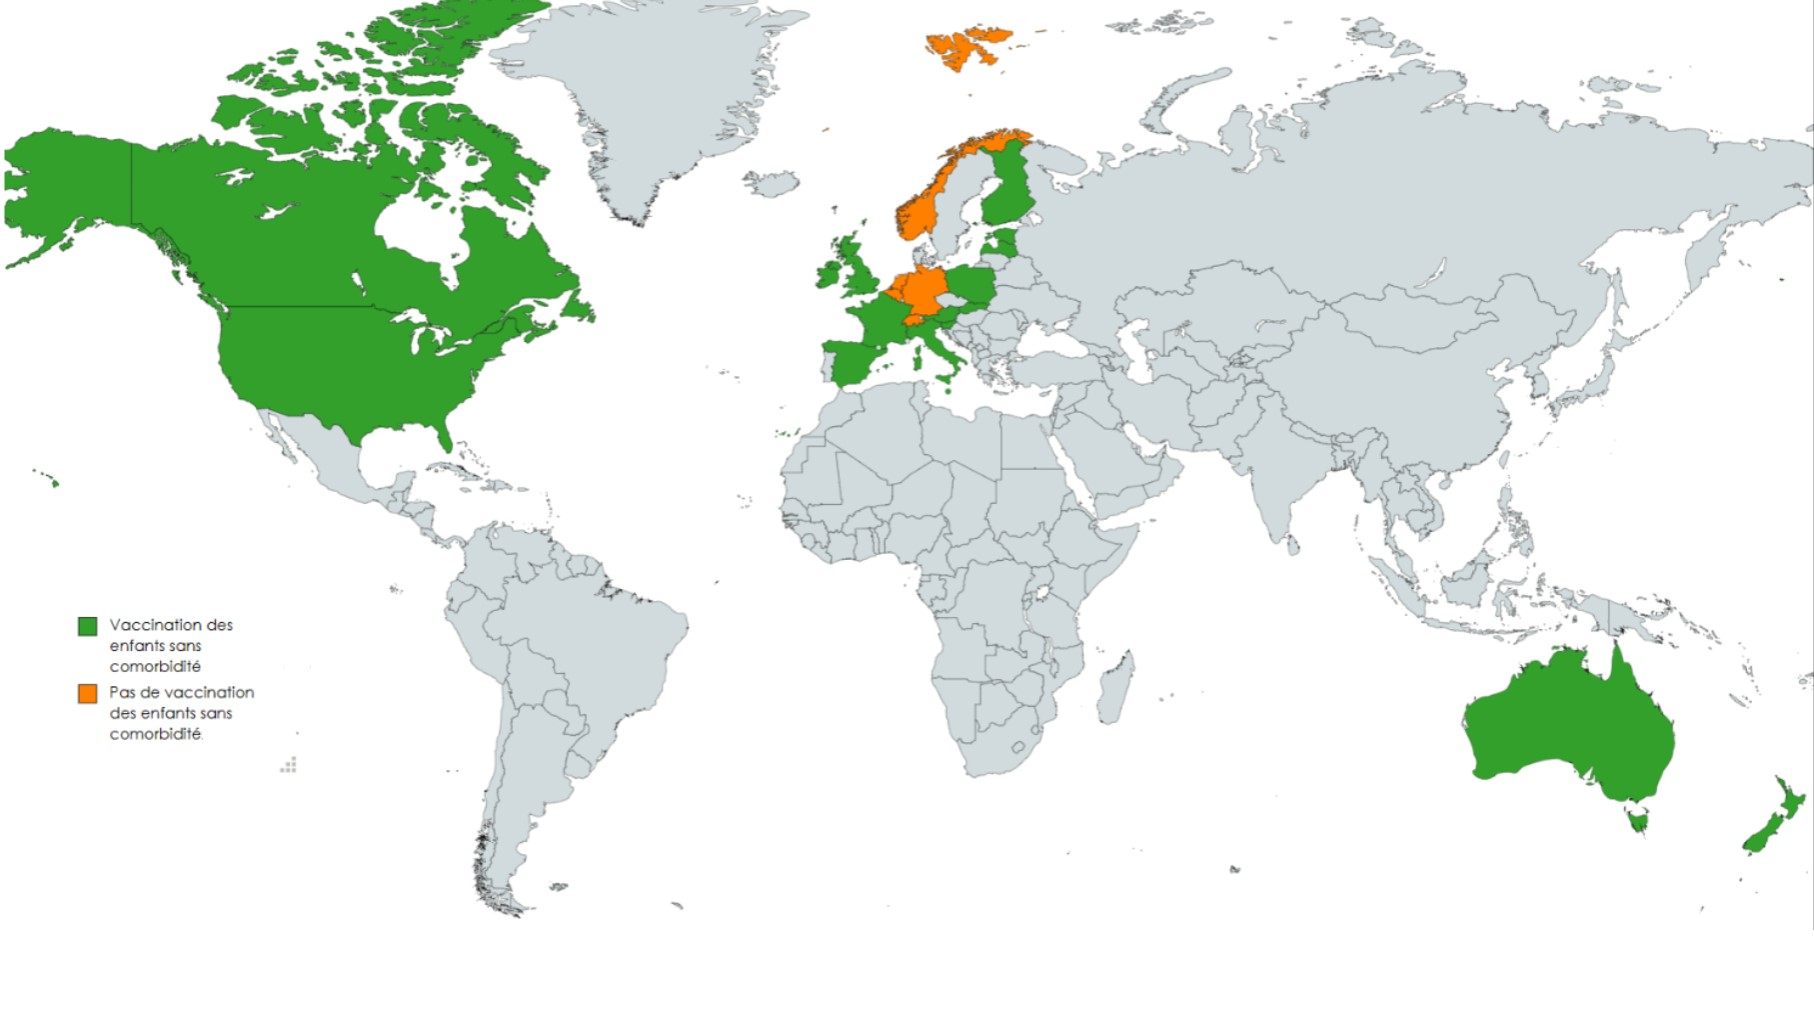 Vaccination des
enfants sans
comorbidité
Pas de vaccination
des enfants sans
comorbidité.